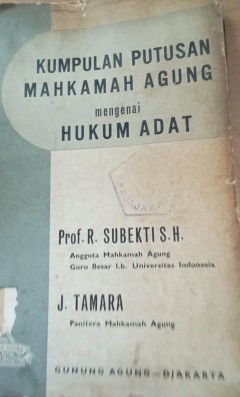 KUMPULAN PUTUSAN
MAHKAMAH AGUNG
mengenai
HUKUM ADAT
Prof. R. SUBEKTI S.H.
Anggota Mahkamah Agung
Guru Besar l.b. Universitas Indonesia
J. TAMARA
Panitera Mahkamah Agung
GUNUNG AGUNG — DJAKARTA